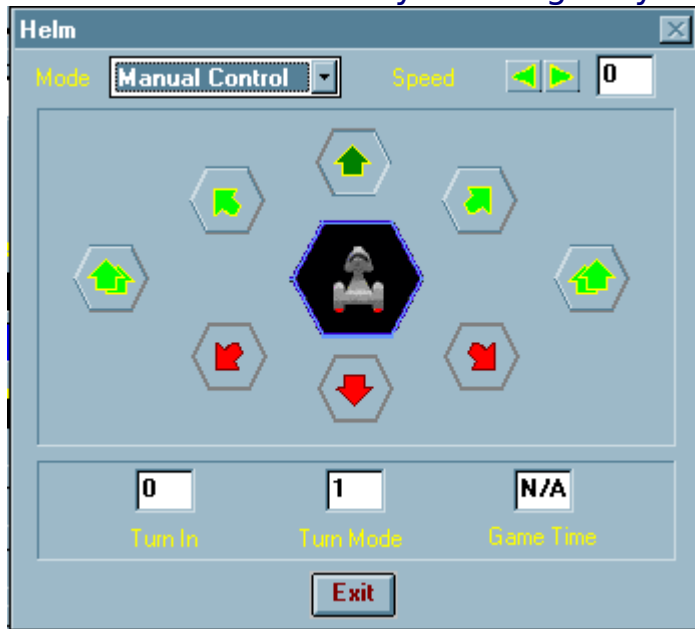 Helm
Mode Manual Control Speed 0
0 1 N/A
Turn In Turn Mode Game Time
Exit